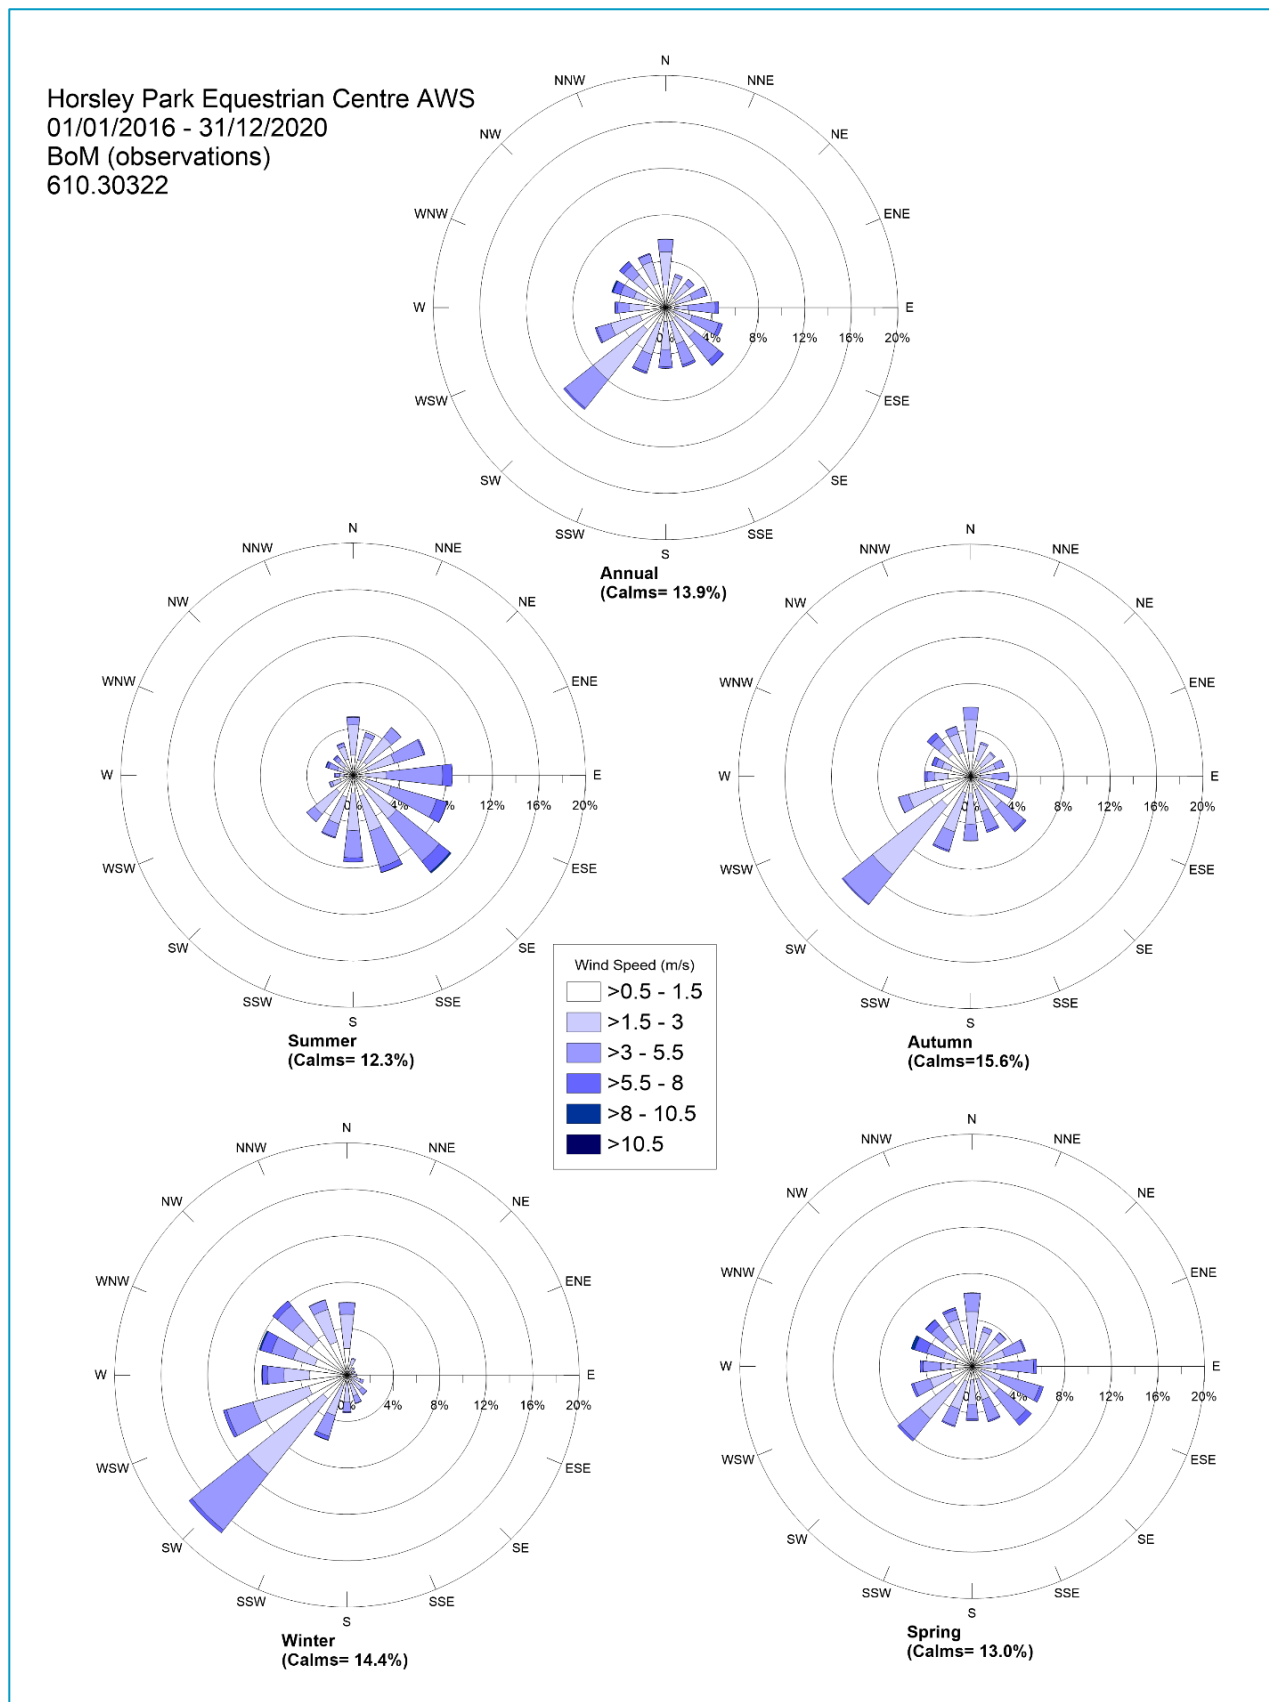 Horsley Park Equestrian Centre AWS
01/01/2016 - 31/12/2020
BoM (observations)
610.30322
N
NNW
NNE
NW
NE
WNW
ENE
W
E
0%
4%
8%
12%
16%
20%
WSW
ESE
SW
SE
SSW
SSE
S
Annual
(Calms= 13.9%)
N
NNW
NNE
NW
NE
WNW
ENE
W
E
0%
4%
8%
12%
16%
20%
WSW
ESE
SW
SE
SSW
SSE
S
Summer
(Calms= 12.3%)
N
NNW
NNE
NW
NE
WNW
ENE
W
E
0%
4%
8%
12%
16%
20%
WSW
ESE
SW
SE
SSW
SSE
S
Autumn
(Calms=15.6%)
Wind Speed (m/s)
>0.5 - 1.5
>1.5 - 3
>3 - 5.5
>5.5 - 8
>8 - 10.5
>10.5
N
NNW
NNE
NW
NE
WNW
ENE
W
E
0%
4%
8%
12%
16%
20%
WSW
ESE
SW
SE
SSW
SSE
S
Winter
(Calms= 14.4%)
N
NNW
NNE
NW
NE
WNW
ENE
W
E
0%
4%
8%
12%
16%
20%
WSW
ESE
SW
SE
SSW
SSE
S
Spring
(Calms= 13.0%)